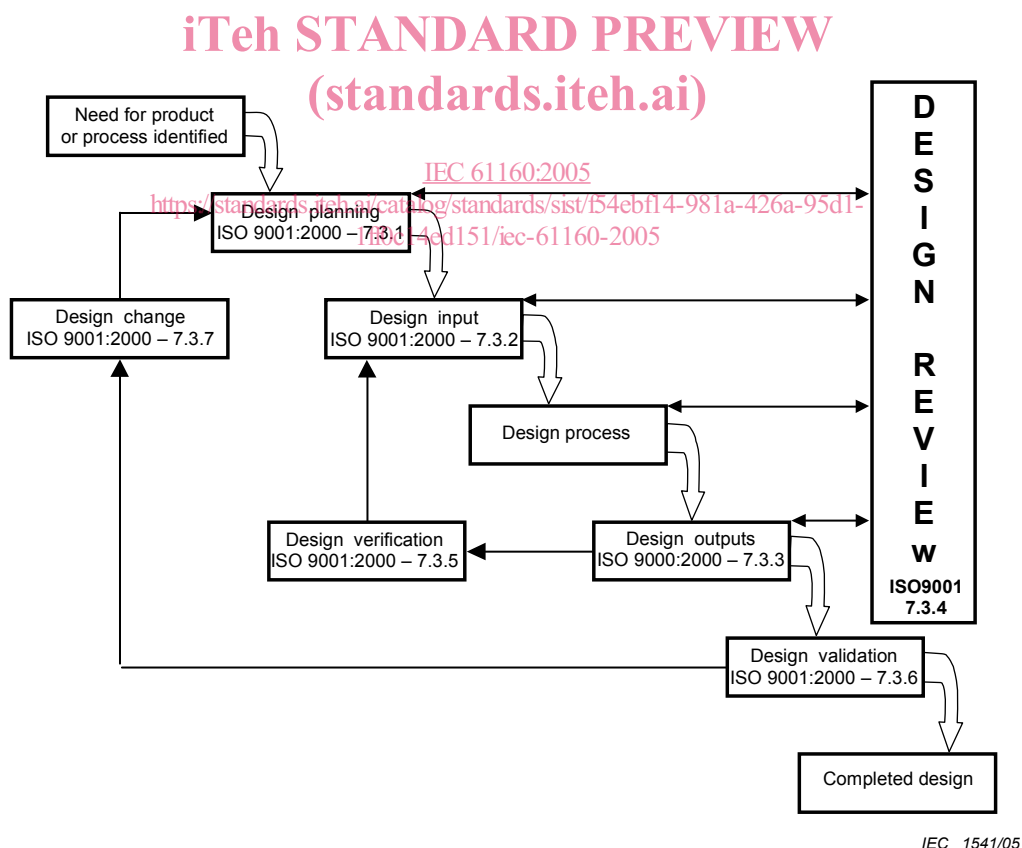 iTeh STANDARD PREVIEW
(standards.iteh.ai)
Need for product
or process identified
IEC 61160:2005
https://standards.iteh.ai/catalog/standards/sist/f54ebf14-981a-426a-95d1-
1ff0c14ed151/iec-61160-2005
Design planning
ISO 9001:2000 – 7.3.1
Design change
ISO 9001:2000 – 7.3.7
Design input
ISO 9001:2000 – 7.3.2
Design process
Design verification
ISO 9001:2000 – 7.3.5
Design outputs
ISO 9000:2000 – 7.3.3
D
E
S
I
G
N
R
E
V
I
E
w
ISO9001
7.3.4
Design validation
ISO 9001:2000 – 7.3.6
Completed design
IEC 1541/05